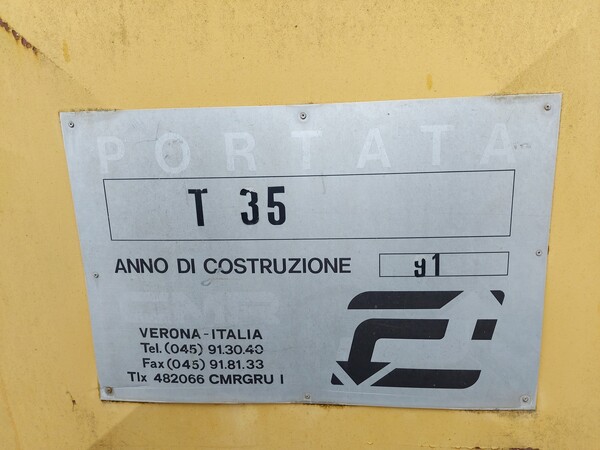 PORTATA
T 35
ANNO DI COSTRUZIONE 91
CMR
VERONA-ITALIA
Tel. (045) 91.30.40
Fax (045) 91.81.33
Tlx 482066 CMRGRU I